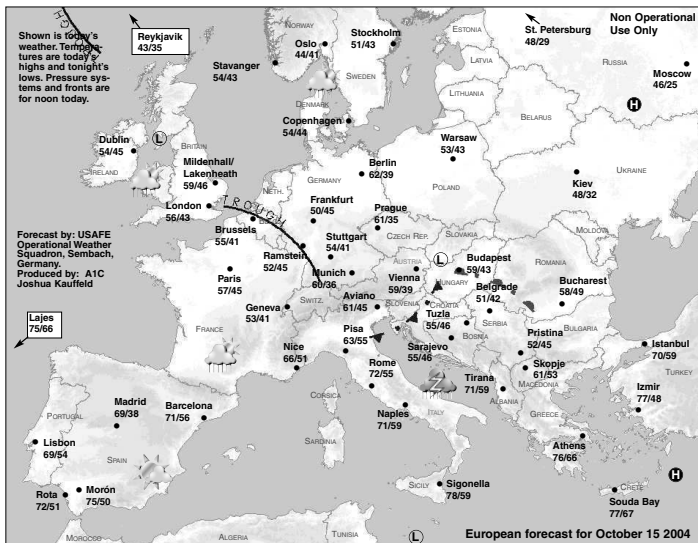 Shown is today's
weather. Tempera-
tures are today's
highs and tonight's
lows. Pressure sys-
tems and fronts are
for noon today.
Reykjavik
43/35
NORWAY
Oslo
44/41
Stockholm
51/43
Stavanger
54/43
SWEDEN
ESTONIA
LATVIA
LITHUANIA
St. Petersburg
48/29
Non Operational
Use Only
RUSSIA
Moscow
46/25
H
BELARUS
DENMARK
Copenhagen
54/44
Dublin
54/45
IRELAND
L
BRITAIN
Mildenhall/
Lakenheath
59/46
London
56/43
TROUGH
NETH.
Brussels
55/41
GERMANY
Berlin
62/39
Warsaw
53/43
POLAND
UKRAINE
Kiev
48/32
Frankfurt
50/45
Prague
61/35
CZECH REP.
SLOVAKIA
MOLDOVA
Stuttgart
54/41
Ramstein
52/45
Munich
60/36
AUSTRIA
Vienna
59/39
L
Budapest
59/43
HUNGARY
ROMANIA
Forecast by: USAFE
Operational Weather
Squadron, Sembach,
Germany.
Produced by: A1C
Joshua Kauffeld
Paris
57/45
Geneva
53/41
SWITZ.
Aviano
61/45
SLOVENIA
CROATIA
Belgrade
51/42
Bucharest
58/49
Tuzla
55/46
BOSNIA
SERBIA
BULGARIA
Lajes
75/66
FRANCE
Nice
66/51
Pisa
63/55
Sarajevo
55/46
Pristina
52/45
Skopje
61/53
MACEDONIA
Istanbul
70/59
TURKEY
Rome
72/55
Tirana
71/59
ALBANIA
Izmir
77/48
CORSICA
Naples
71/59
ITALY
GREECE
Athens
76/66
Madrid
69/38
Barcelona
71/56
PORTUGAL
Lisbon
69/54
SPAIN
SARDINIA
Rota
72/51
Morón
75/50
SICILY
Sigonella
78/59
CRETE
Souda Bay
77/67
H
MOROCCO
ALGERIA
TUNISIA
L
European forecast for October 15 2004